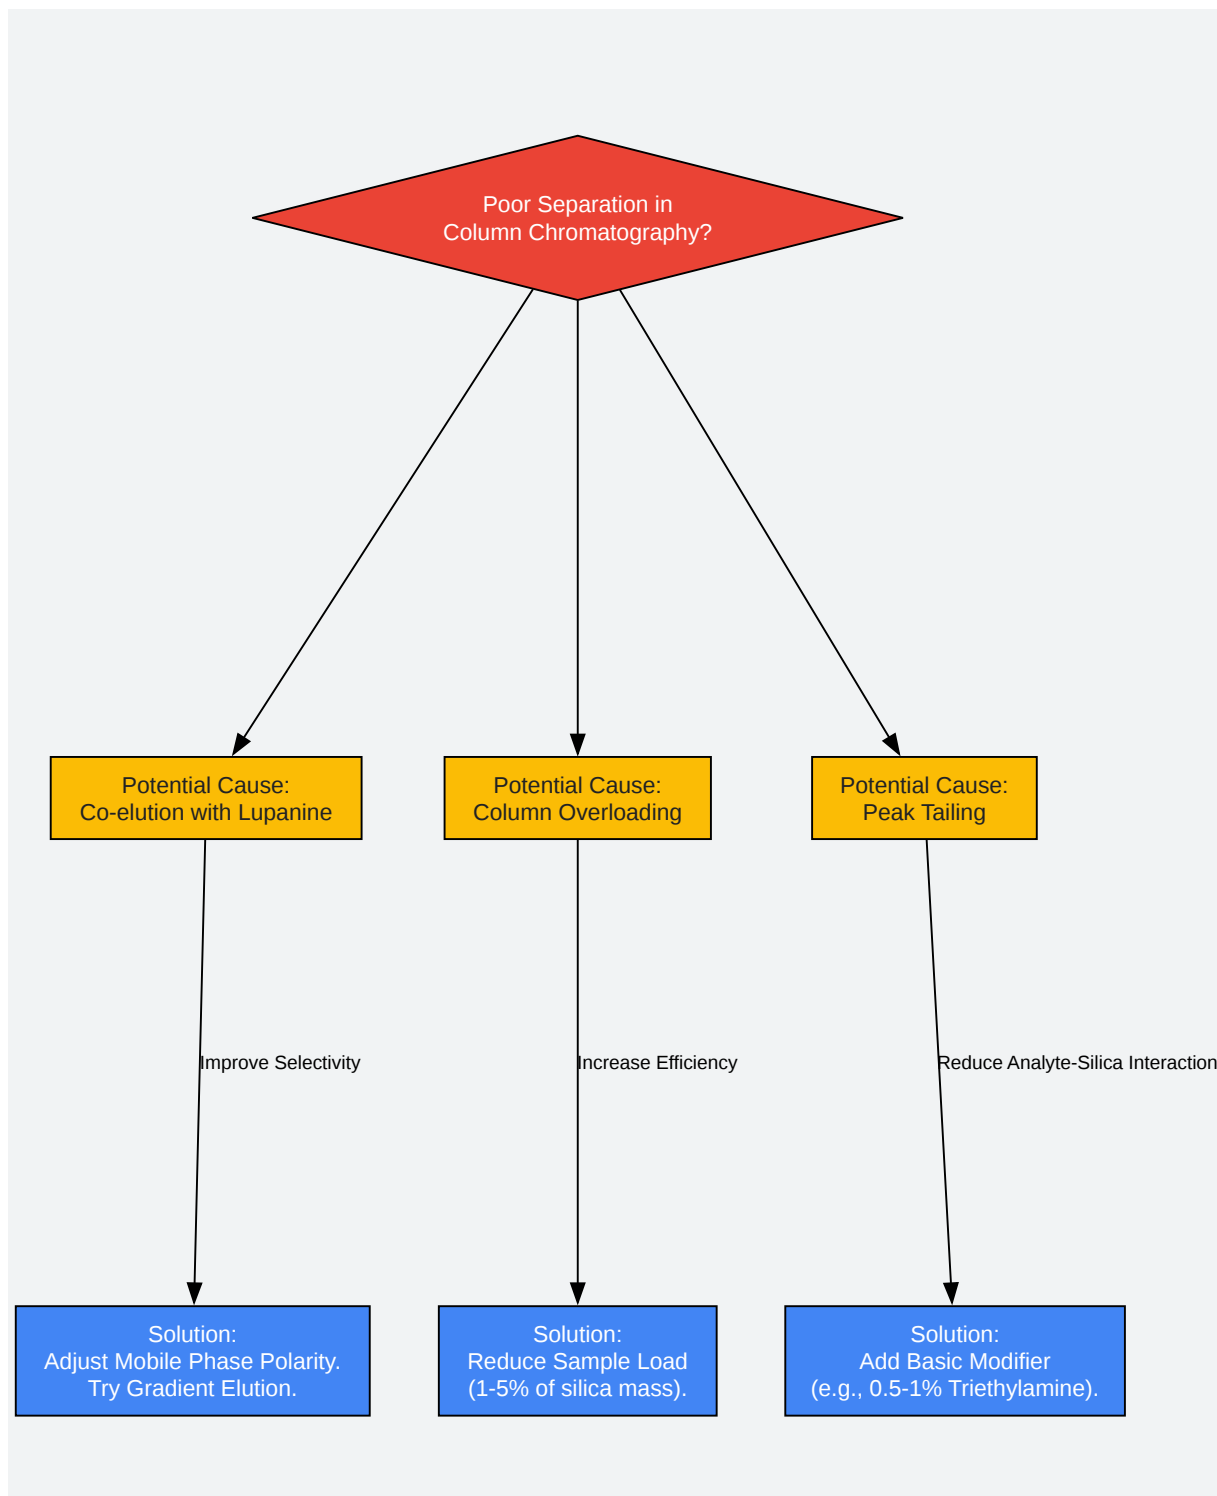 Poor Separation in
Column Chromatography?
Potential Cause:
Co-elution with Lupanine
Potential Cause:
Column Overloading
Potential Cause:
Peak Tailing
Improve Selectivity
Increase Efficiency
Reduce Analyte-Silica Interaction
Solution:
Adjust Mobile Phase Polarity.
Try Gradient Elution.
Solution:
Reduce Sample Load
(1-5% of silica mass).
Solution:
Add Basic Modifier
(e.g., 0.5-1% Triethylamine).